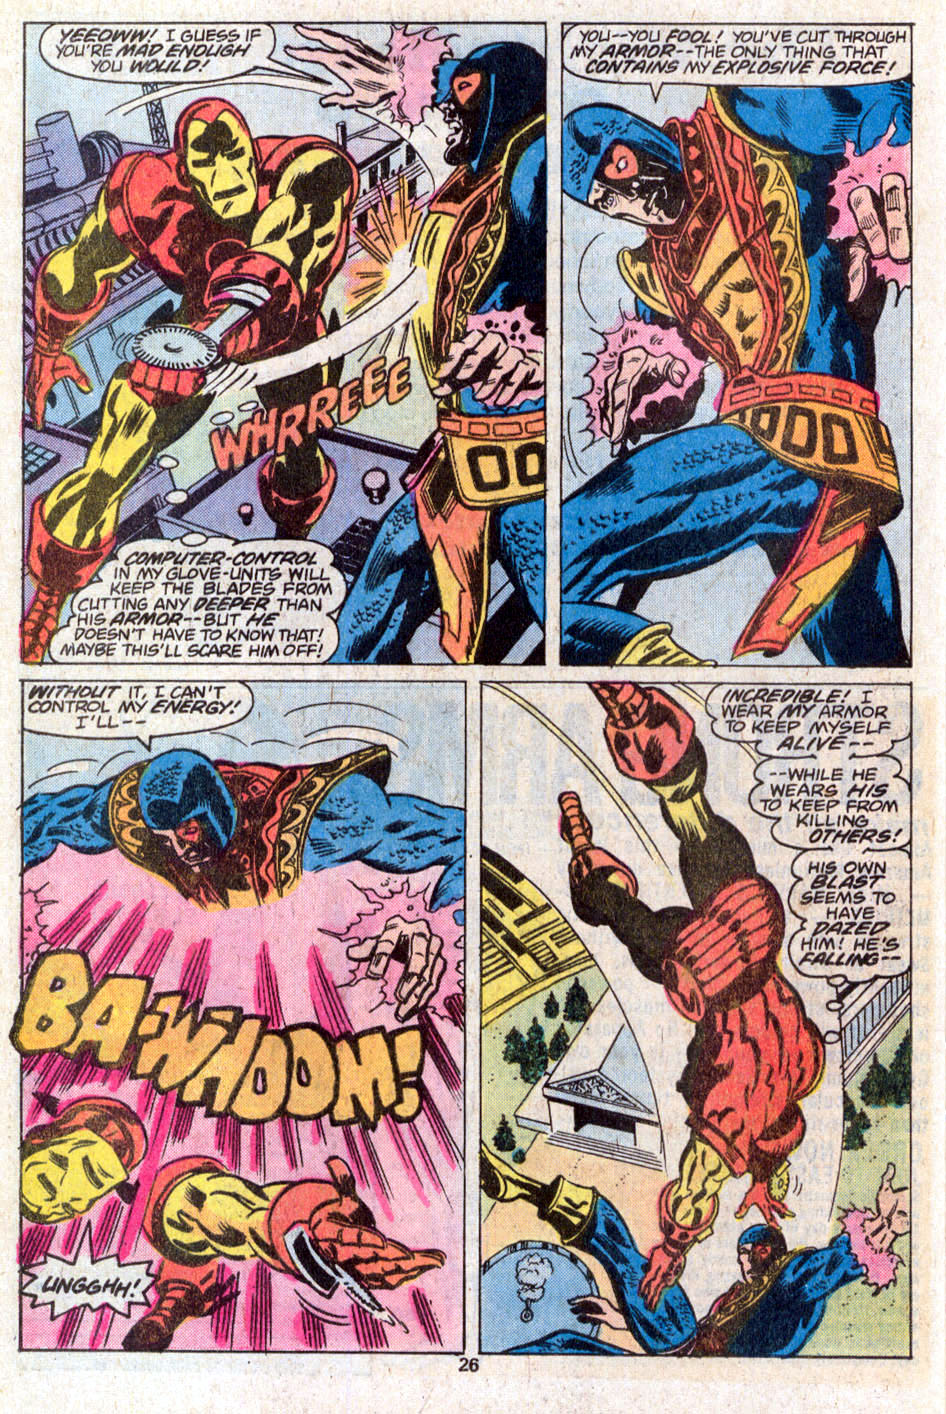 YEEOWW! I GUESS IF
YOU'RE MAD ENOUGH
YOU WOULD!
WHRREEEE
COMPUTER-CONTROL
IN MY GLOVE-UNITS WILL
KEEP THE BLADES FROM
CUTTING ANY DEEPER THAN
HIS ARMOR--BUT HE
DOESN'T HAVE TO KNOW THAT!
MAYBE THIS'LL SCARE HIM OFF!
YOU--YOU FOOL! YOU'VE CUT THROUGH
MY ARMOR--THE ONLY THING THAT
CONTAINS MY EXPLOSIVE FORCE!
WITHOUT IT, I CAN'T
CONTROL MY ENERGY!
I'LL--
BA-WHOOM!
UNGGHH!
INCREDIBLE! I
WEAR MY ARMOR
TO KEEP MYSELF
ALIVE--
--WHILE HE
WEARS HIS
TO KEEP FROM
KILLING
OTHERS!
HIS OWN
BLAST
SEEMS TO
HAVE
DAZED
HIM! HE'S
FALLING--
26